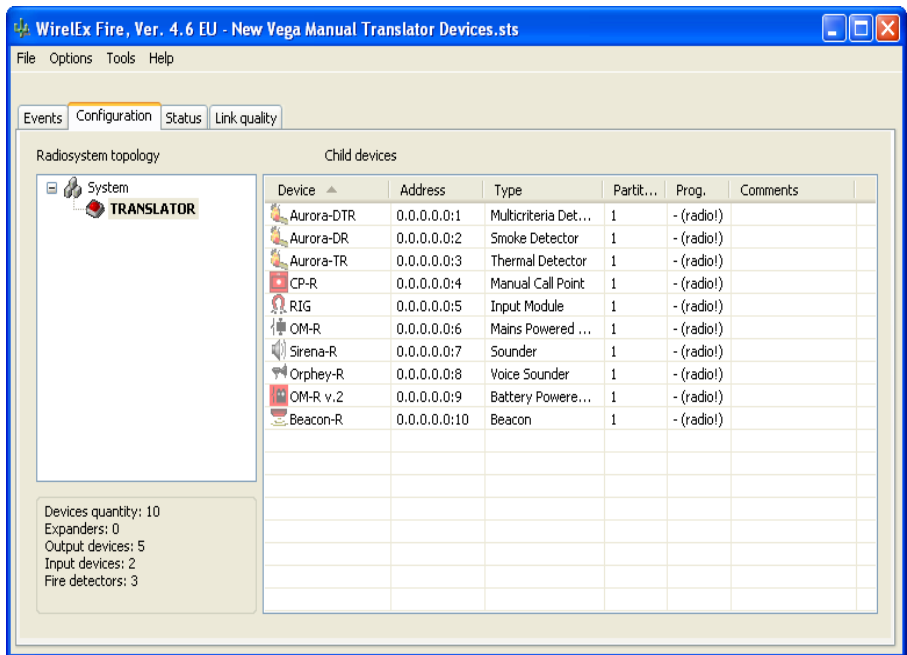 WirelEx Fire, Ver. 4.6 EU - New Vega Manual Translator Devices.sts
File Options Tools Help
Events Configuration Status Link quality
Radiosystem topology Child devices
System
TRANSLATOR
Device Address Type Partit... Prog. Comments
Aurora-DTR 0.0.0.0.0:1 Multicriteria Det... 1 - (radio!)
Aurora-DR 0.0.0.0.0:2 Smoke Detector 1 - (radio!)
Aurora-TR 0.0.0.0.0:3 Thermal Detector 1 - (radio!)
CP-R 0.0.0.0.0:4 Manual Call Point 1 - (radio!)
RIG 0.0.0.0.0:5 Input Module 1 - (radio!)
OM-R 0.0.0.0.0:6 Mains Powered ... 1 - (radio!)
Sirena-R 0.0.0.0.0:7 Sounder 1 - (radio!)
Orphey-R 0.0.0.0.0:8 Voice Sounder 1 - (radio!)
OM-R v.2 0.0.0.0.0:9 Battery Powere... 1 - (radio!)
Beacon-R 0.0.0.0.0:10 Beacon 1 - (radio!)
Devices quantity: 10
Expanders: 0
Output devices: 5
Input devices: 2
Fire detectors: 3